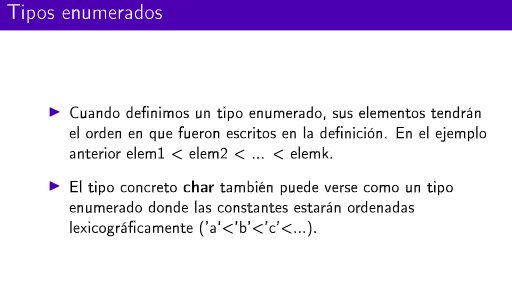 Tipos enumerados
Cuando definimos un tipo enumerado, sus elementos tendrán
el orden en que fueron escritos en la definición. En el ejemplo
anterior elem1 < elem2 < ... < elemk.
El tipo concreto char también puede verse como un tipo
enumerado donde las constantes estarán ordenadas
lexicográficamente ('a'<'b'<'c'<...).